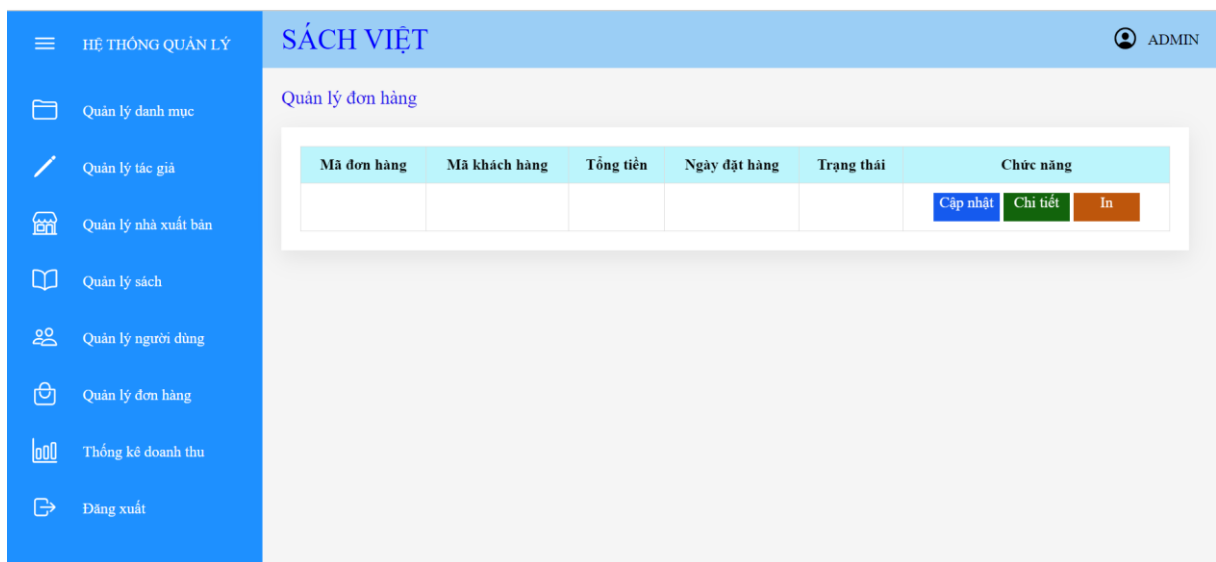 HỆ THỐNG QUẢN LÝ
SÁCH VIỆT
ADMIN
Quản lý danh mục
Quản lý tác giả
Quản lý nhà xuất bản
Quản lý sách
Quản lý người dùng
Quản lý đơn hàng
Thống kê doanh thu
Đăng xuất
Quản lý đơn hàng
Mã đơn hàng Mã khách hàng Tổng tiền Ngày đặt hàng Trạng thái Chức năng
Cập nhật Chi tiết In